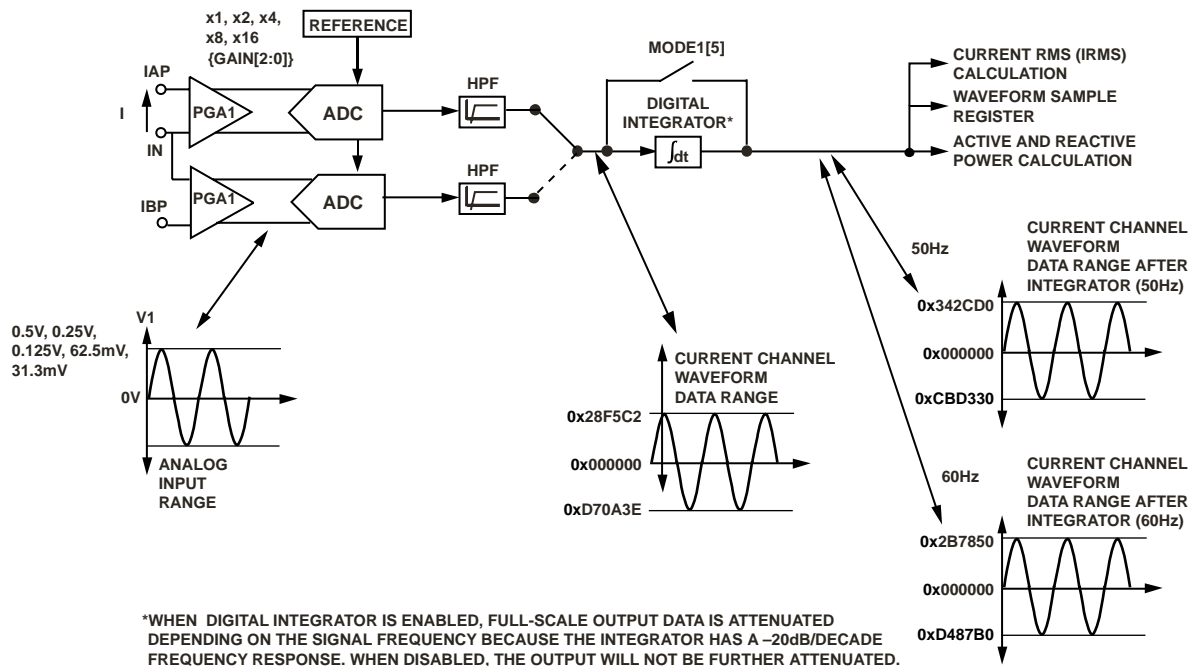 x1, x2, x4,
x8, x16
{GAIN[2:0]}
REFERENCE
IAP
I
IN
PGA1
ADC
HPF
IBP
PGA1
ADC
HPF
MODE1[5]
DIGITAL
INTEGRATOR*
∫dt
CURRENT RMS (IRMS)
CALCULATION
WAVEFORM SAMPLE
REGISTER
ACTIVE AND REACTIVE
POWER CALCULATION
50Hz
CURRENT CHANNEL
WAVEFORM
DATA RANGE AFTER
INTEGRATOR (50Hz)
0x342CD0
0x000000
0xCBD330
V1
0.5V, 0.25V,
0.125V, 62.5mV,
31.3mV
0V
ANALOG
INPUT
RANGE
CURRENT CHANNEL
WAVEFORM
DATA RANGE
0x28F5C2
0x000000
0xD70A3E
60Hz
CURRENT CHANNEL
WAVEFORM
DATA RANGE AFTER
INTEGRATOR (60Hz)
0x2B7850
0x000000
0xD487B0
*WHEN DIGITAL INTEGRATOR IS ENABLED, FULL-SCALE OUTPUT DATA IS ATTENUATED
DEPENDING ON THE SIGNAL FREQUENCY BECAUSE THE INTEGRATOR HAS A –20dB/DECADE
FREQUENCY RESPONSE. WHEN DISABLED, THE OUTPUT WILL NOT BE FURTHER ATTENUATED.